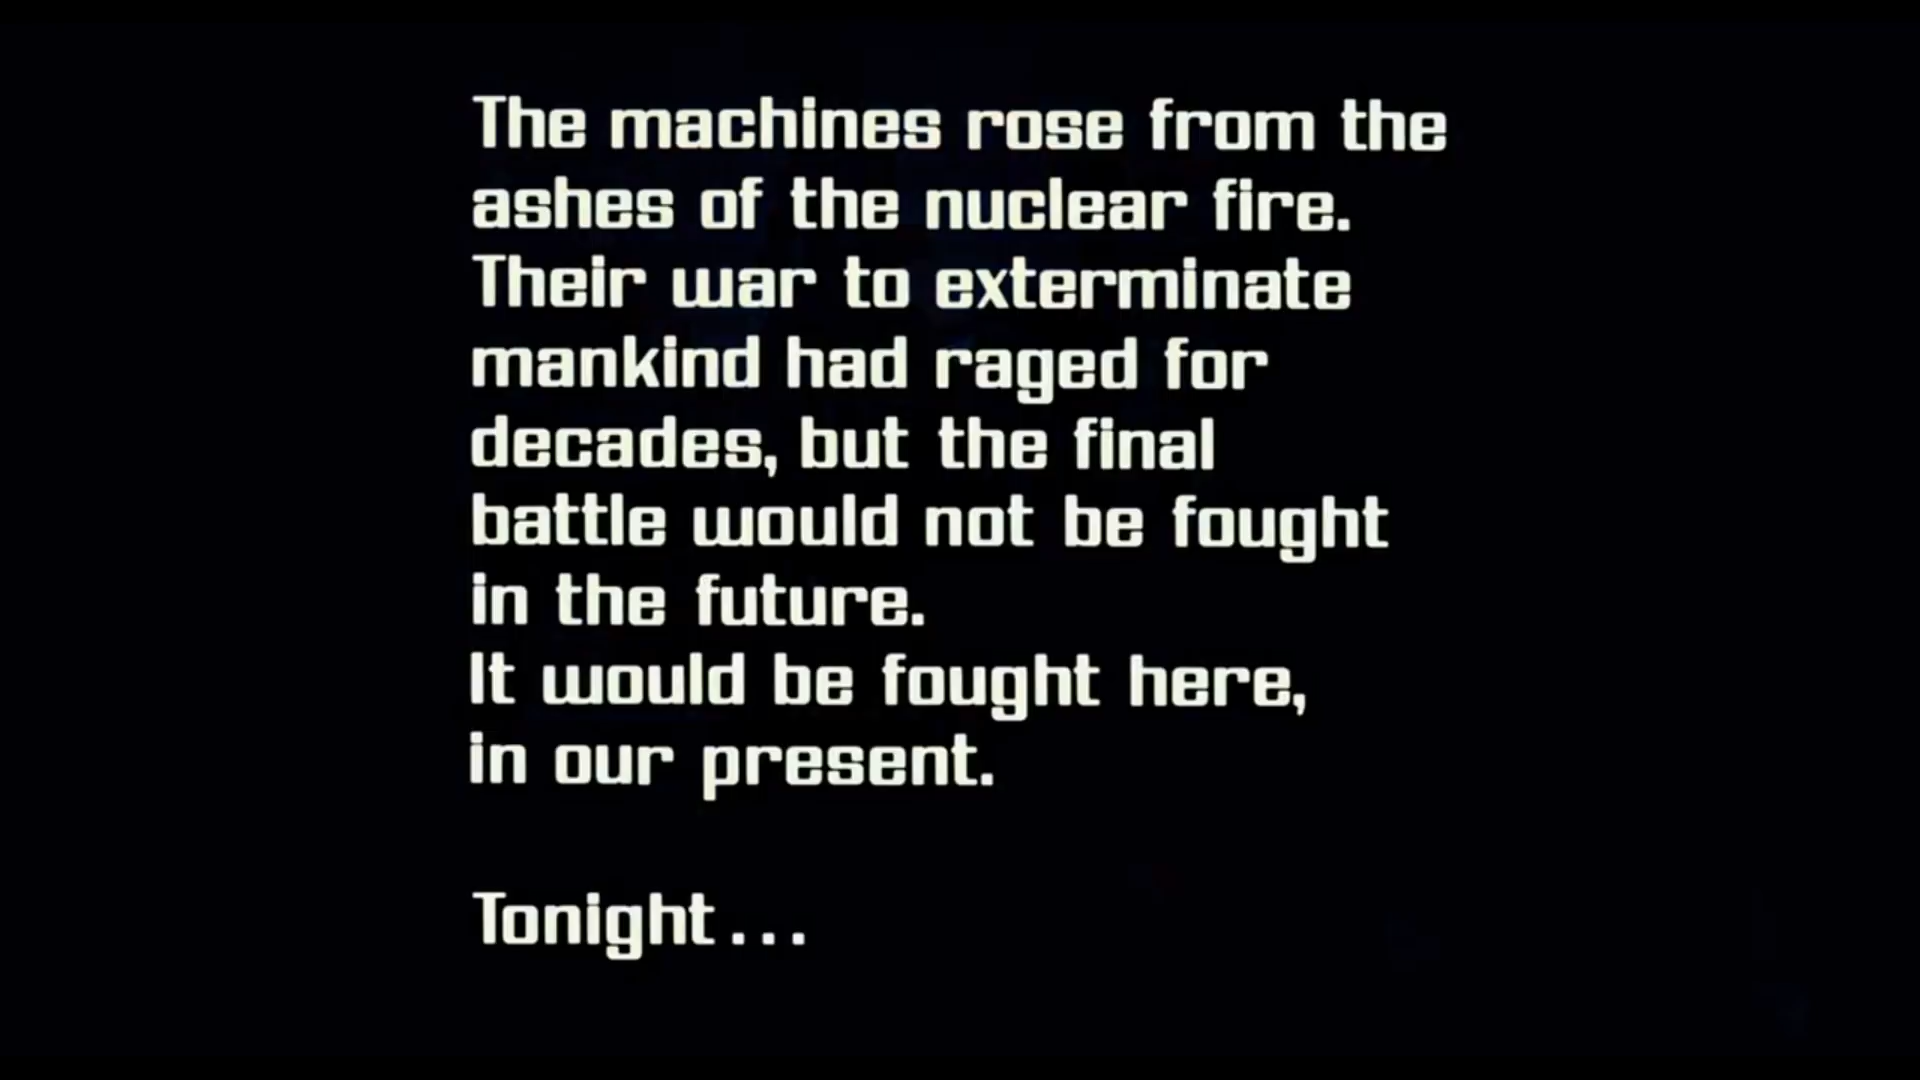 The machines rose from the
ashes of the nuclear fire.
Their war to exterminate
mankind had raged for
decades, but the final
battle would not be fought
in the future.
It would be fought here,
in our present.
Tonight...